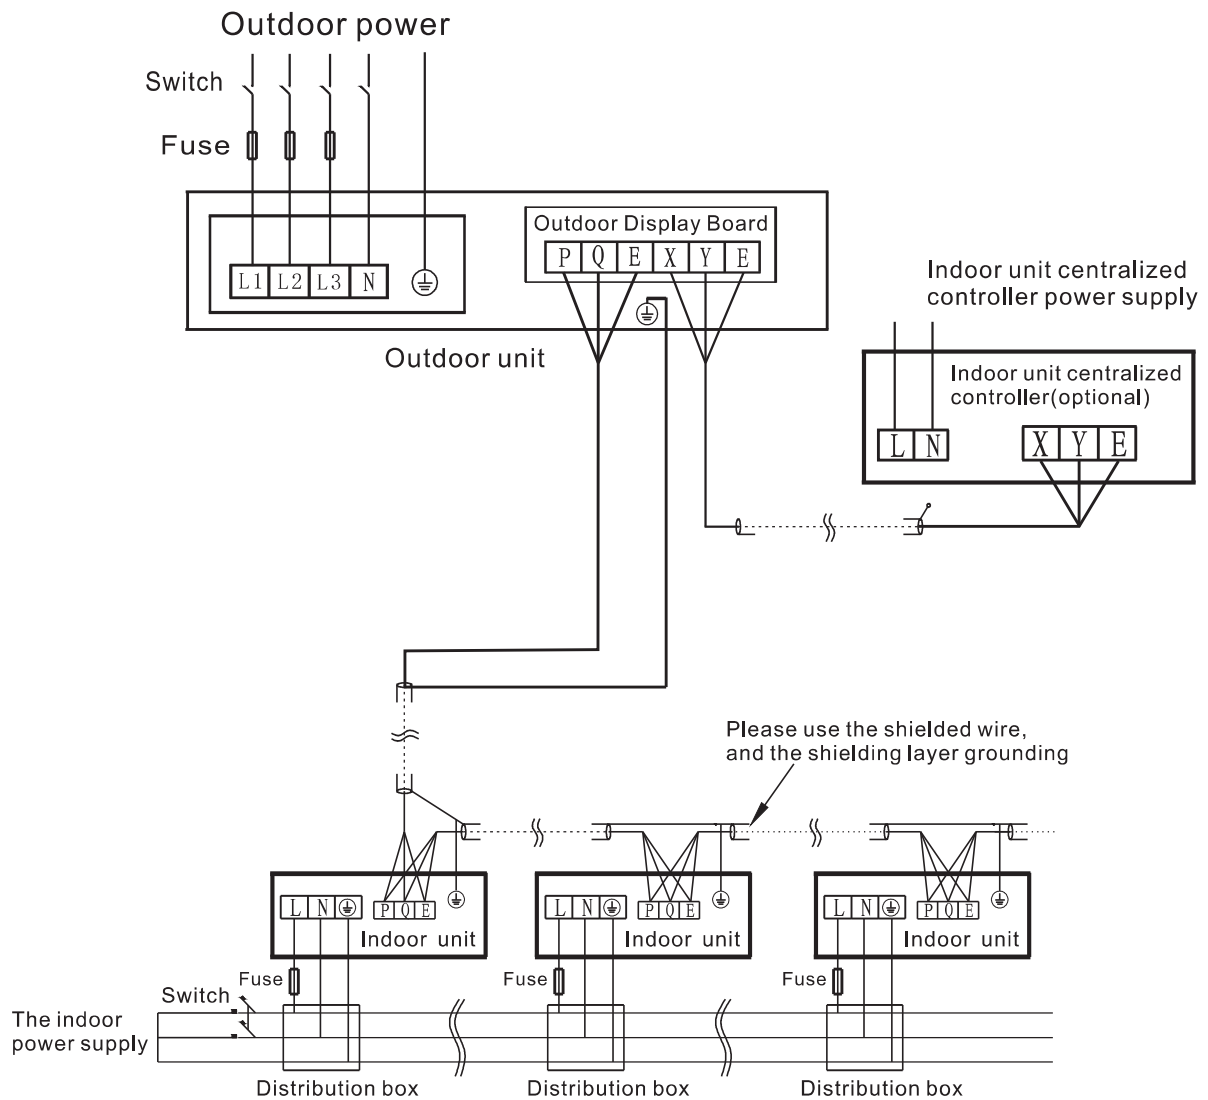 Outdoor power
Switch
Fuse
Outdoor Display Board
P Q E X Y E
L1 L2 L3 N
Outdoor unit
Indoor unit centralized
controller power supply
Indoor unit centralized
controller(optional)
L N
X Y E
Please use the shielded wire,
and the shielding layer grounding
L N
P Q E
Indoor unit
L N
P Q E
Indoor unit
L N
P Q E
Indoor unit
Fuse
Fuse
Fuse
Switch
The indoor
power supply
Distribution box
Distribution box
Distribution box